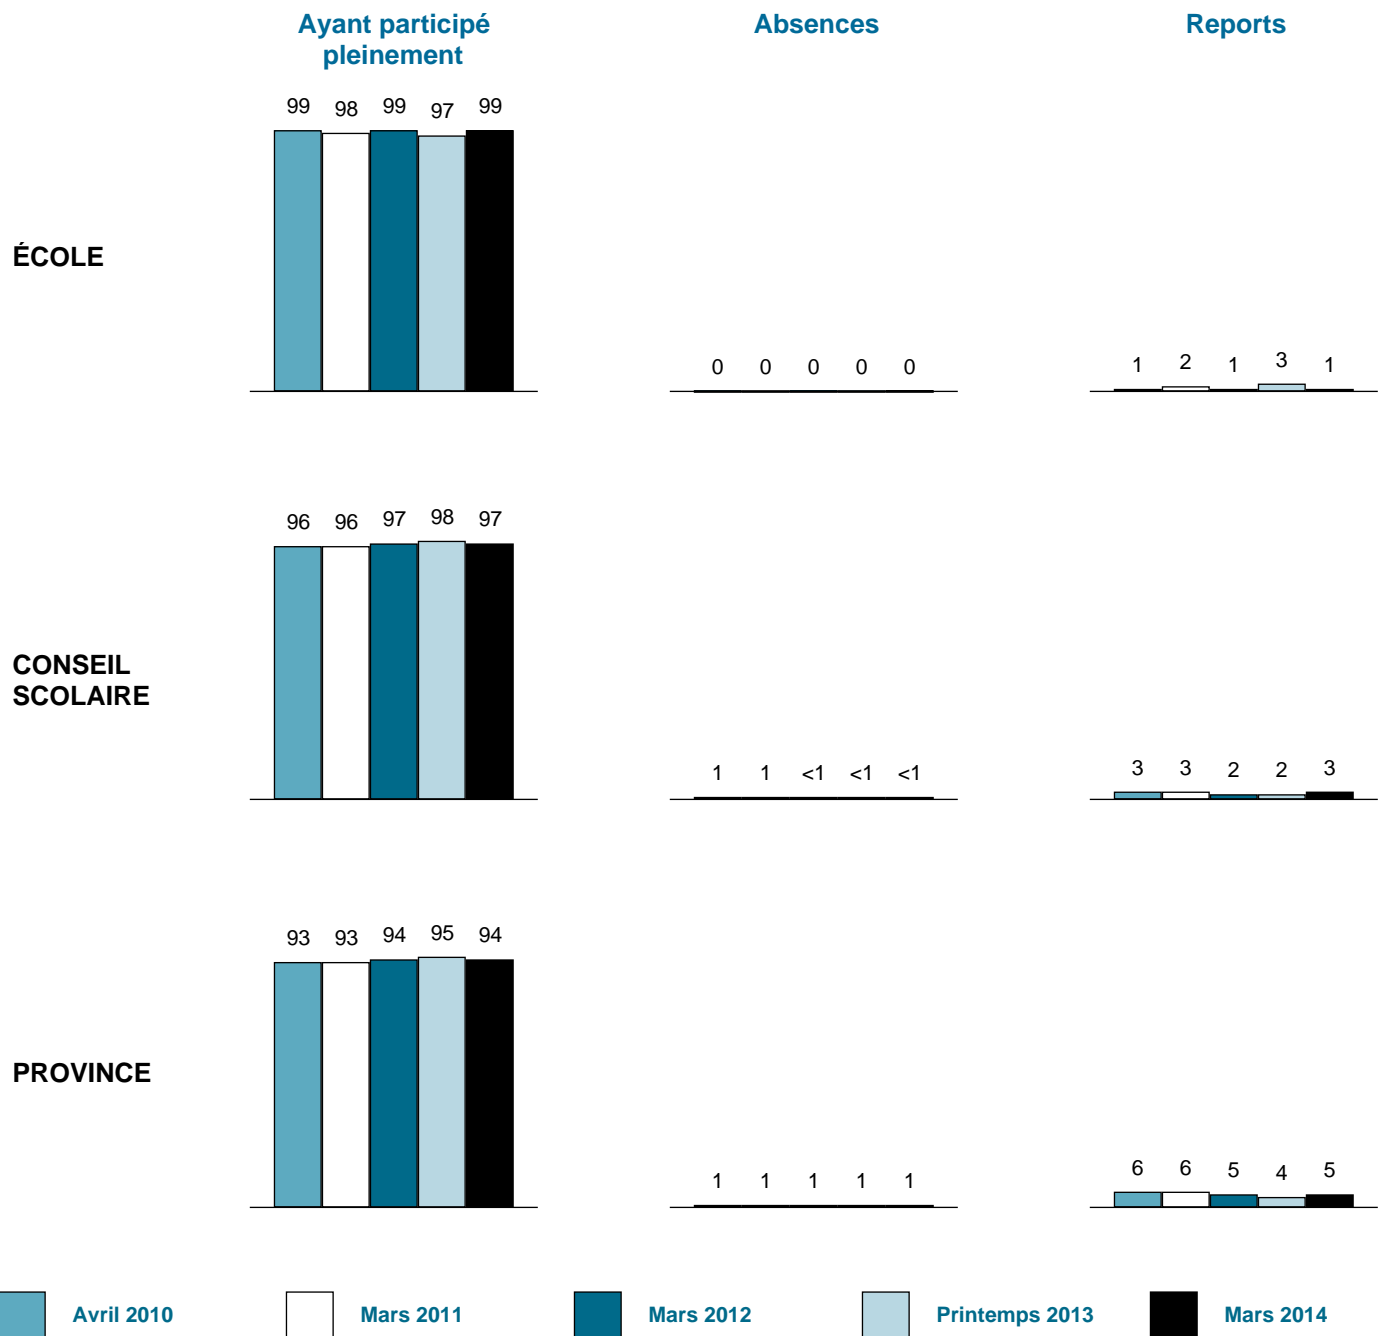 Ayant participé
pleinement
Absences
Reports
ÉCOLE
99 98 99 97 99
0 0 0 0 0
1 2 1 3 1
CONSEIL
SCOLAIRE
96 96 97 98 97
1 1 <1 <1 <1
3 3 2 2 3
PROVINCE
93 93 94 95 94
1 1 1 1 1
6 6 5 4 5
Avril 2010
Mars 2011
Mars 2012
Printemps 2013
Mars 2014